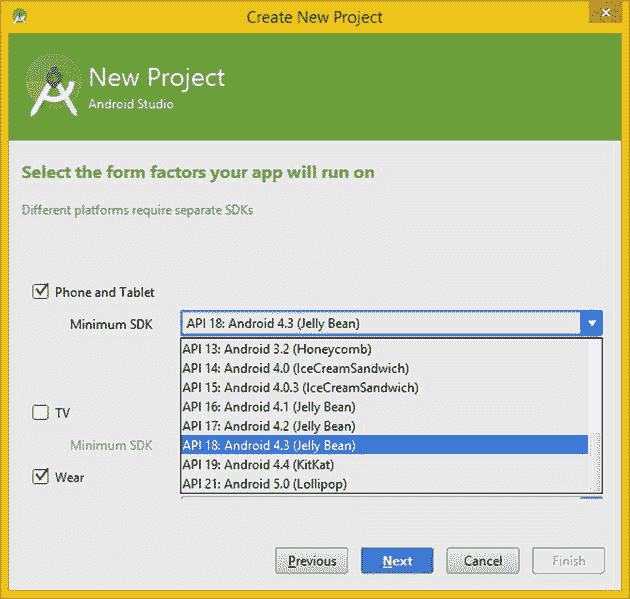 Create New Project
New Project
Android Studio
Select the form factors your app will run on
Different platforms require separate SDKs
Phone and Tablet
Minimum SDK
API 18: Android 4.3 (Jelly Bean)
API 13: Android 3.2 (Honeycomb)
API 14: Android 4.0 (IceCreamSandwich)
API 15: Android 4.0.3 (IceCreamSandwich)
API 16: Android 4.1 (Jelly Bean)
API 17: Android 4.2 (Jelly Bean)
API 18: Android 4.3 (Jelly Bean)
API 19: Android 4.4 (KitKat)
API 21: Android 5.0 (Lollipop)
TV
Minimum SDK
Wear
Previous
Next
Cancel
Finish